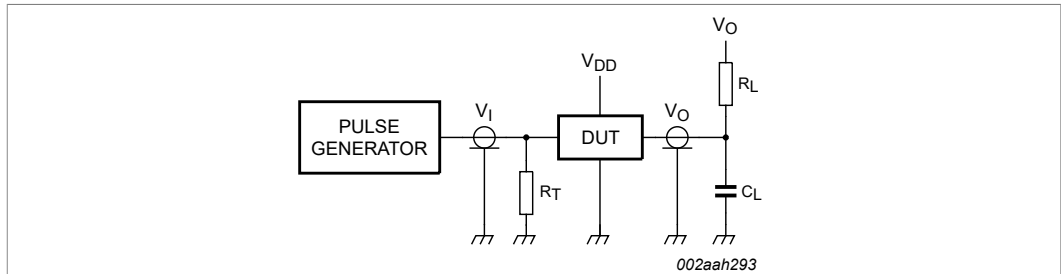 VO
VDD
RL
VI
VO
PULSE
GENERATOR
DUT
RT
CL
002aah293